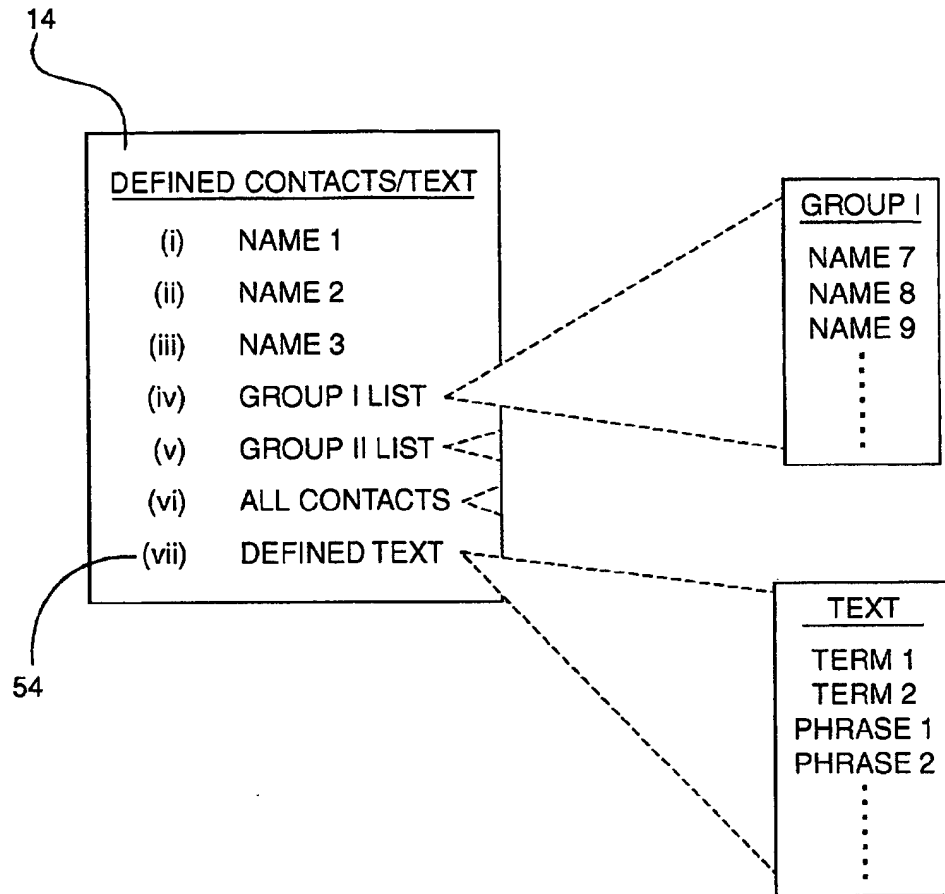 14
DEFINED CONTACTS/TEXT
(i) NAME 1
(ii) NAME 2
(iii) NAME 3
(iv) GROUP I LIST
(v) GROUP II LIST
(vi) ALL CONTACTS
(vii) DEFINED TEXT
54
GROUP I
NAME 7
NAME 8
NAME 9
TEXT
TERM 1
TERM 2
PHRASE 1
PHRASE 2